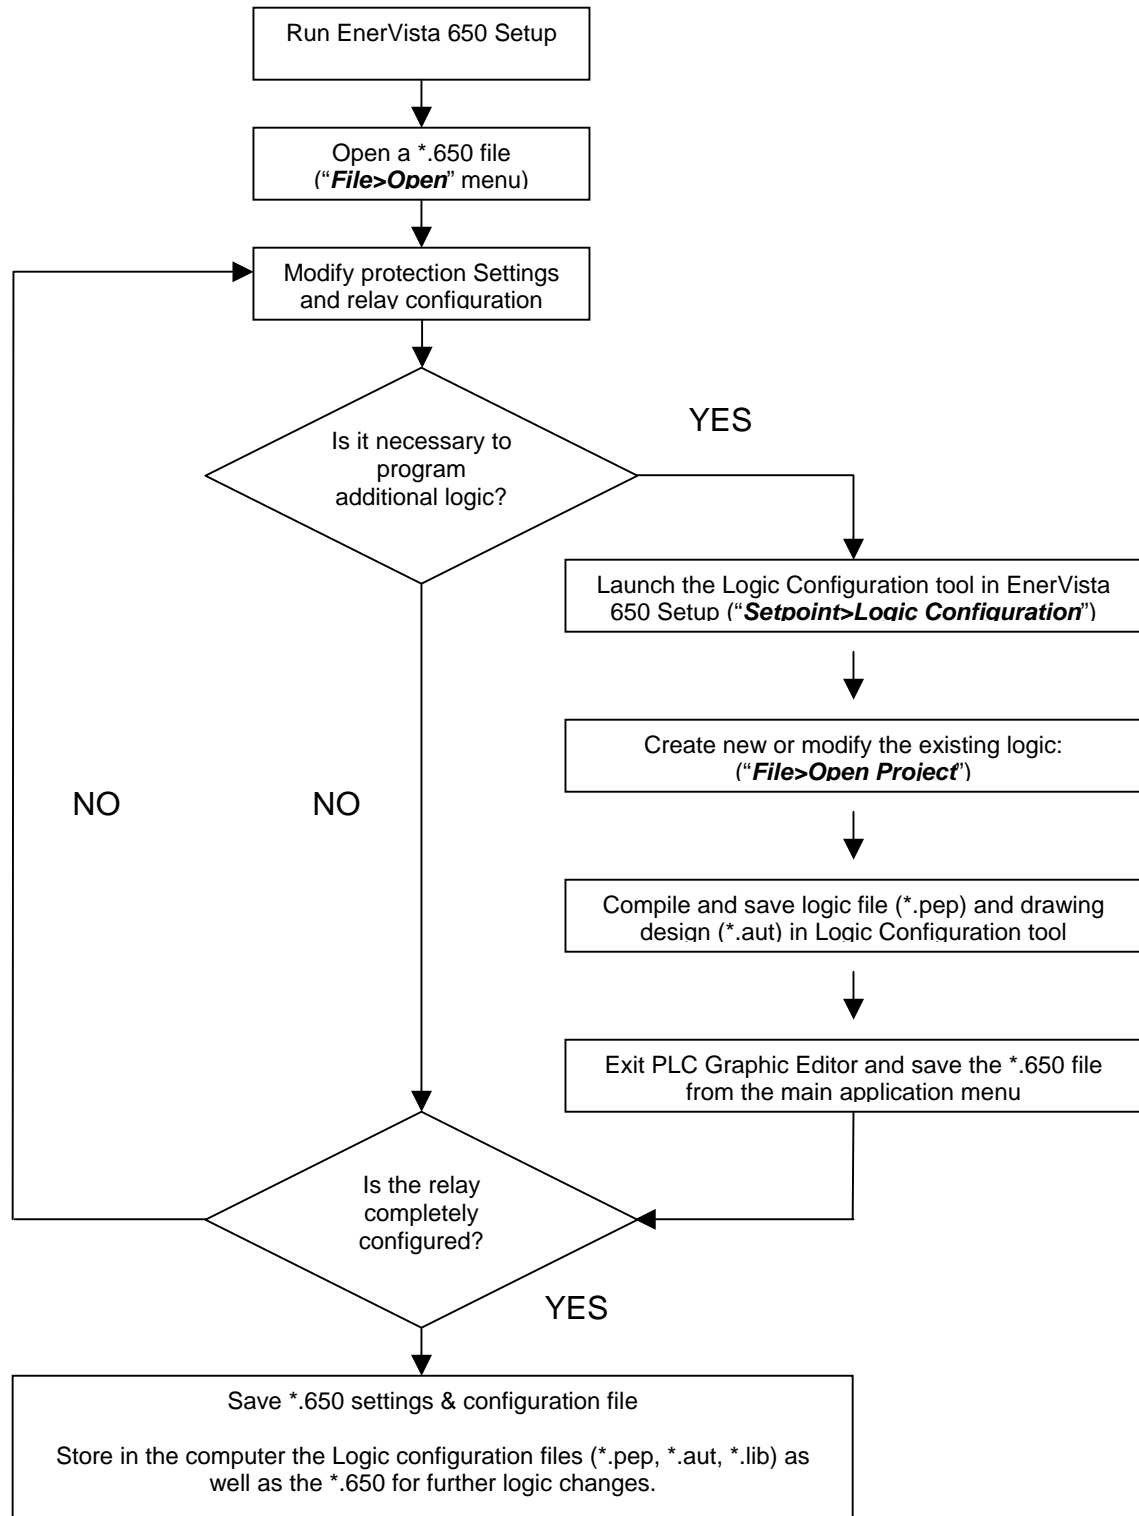 Run EnerVista 650 Setup
Open a *.650 file
(“File>Open” menu)
Modify protection Settings
and relay configuration
Is it necessary to
program
additional logic?
YES
Launch the Logic Configuration tool in EnerVista
650 Setup (“Setpoint>Logic Configuration”)
Create new or modify the existing logic:
(“File>Open Project”)
NO
NO
Compile and save logic file (*.pep) and drawing
design (*.aut) in Logic Configuration tool
Exit PLC Graphic Editor and save the *.650 file
from the main application menu
Is the relay
completely
configured?
YES
Save *.650 settings & configuration file
Store in the computer the Logic configuration files (*.pep, *.aut, *.lib) as
well as the *.650 for further logic changes.